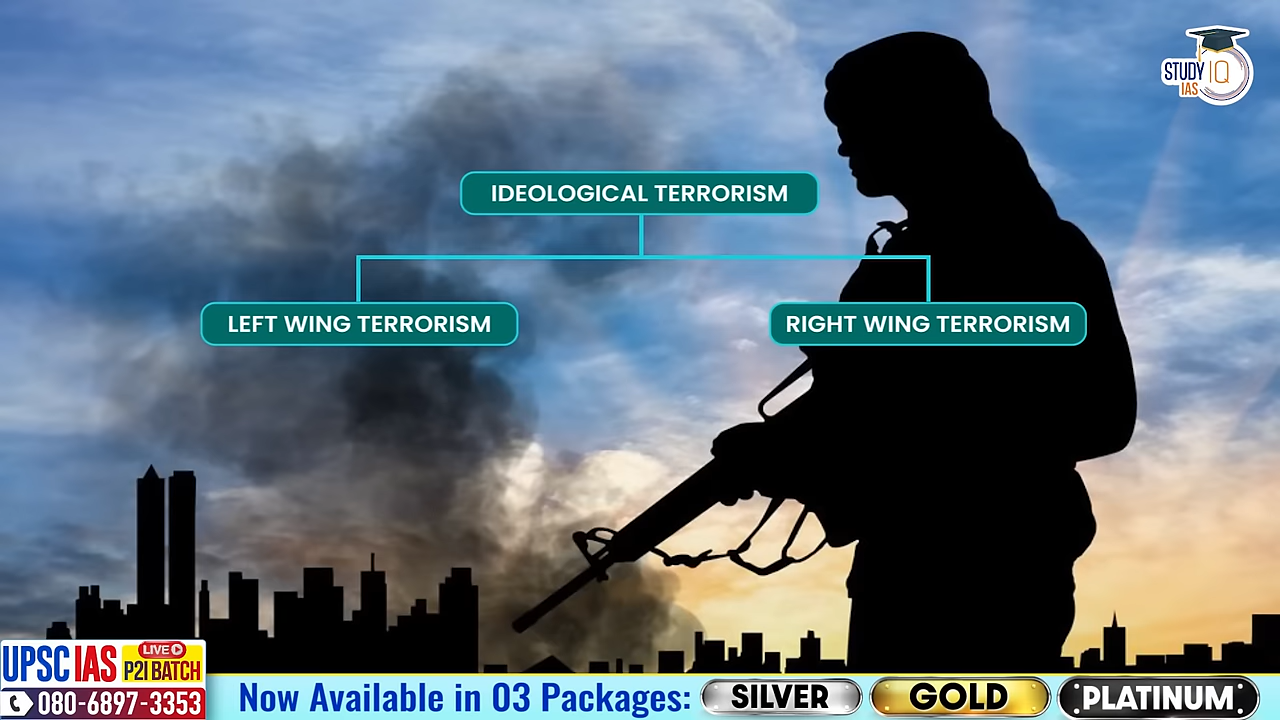 STUDY IQ
IAS
IDEOLOGICAL TERRORISM
LEFT WING TERRORISM
RIGHT WING TERRORISM
UPSC IAS
LIVE
P2I BATCH
080-6897-3353
Now Available in 03 Packages:
SILVER
GOLD
PLATINUM